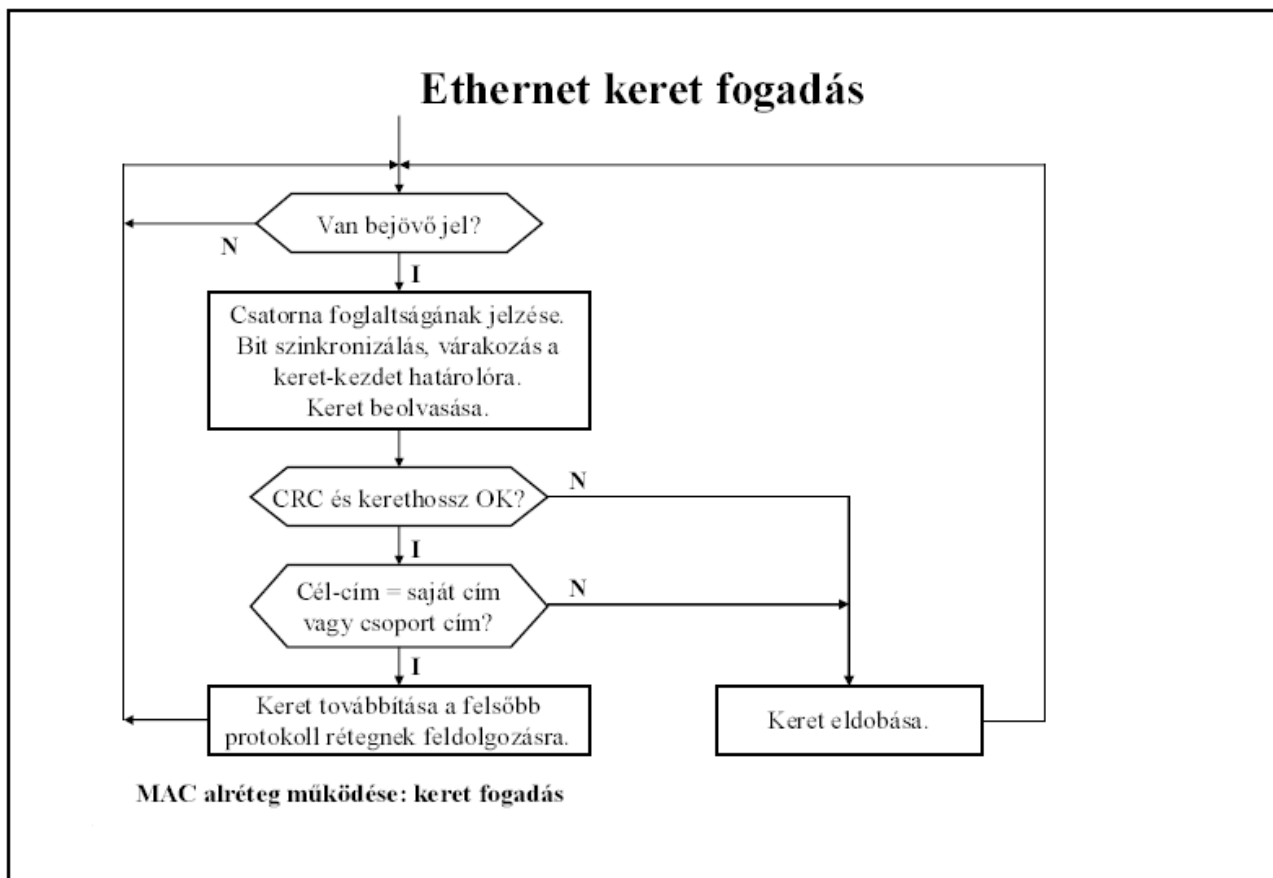 Ethernet keret fogadás
Van bejövő jel?
N
I
Csatorna foglaltságának jelzése.
Bit szinkronizálás, várakozás a
keret-kezdet határolóra.
Keret beolvasása.
CRC és kerethossz OK?
N
I
Cél-cím = saját cím
vagy csoport cím?
N
I
Keret továbbítása a felsőbb
protokoll rétegnek feldolgozásra.
Keret eldobása.
MAC alréteg működése: keret fogadás